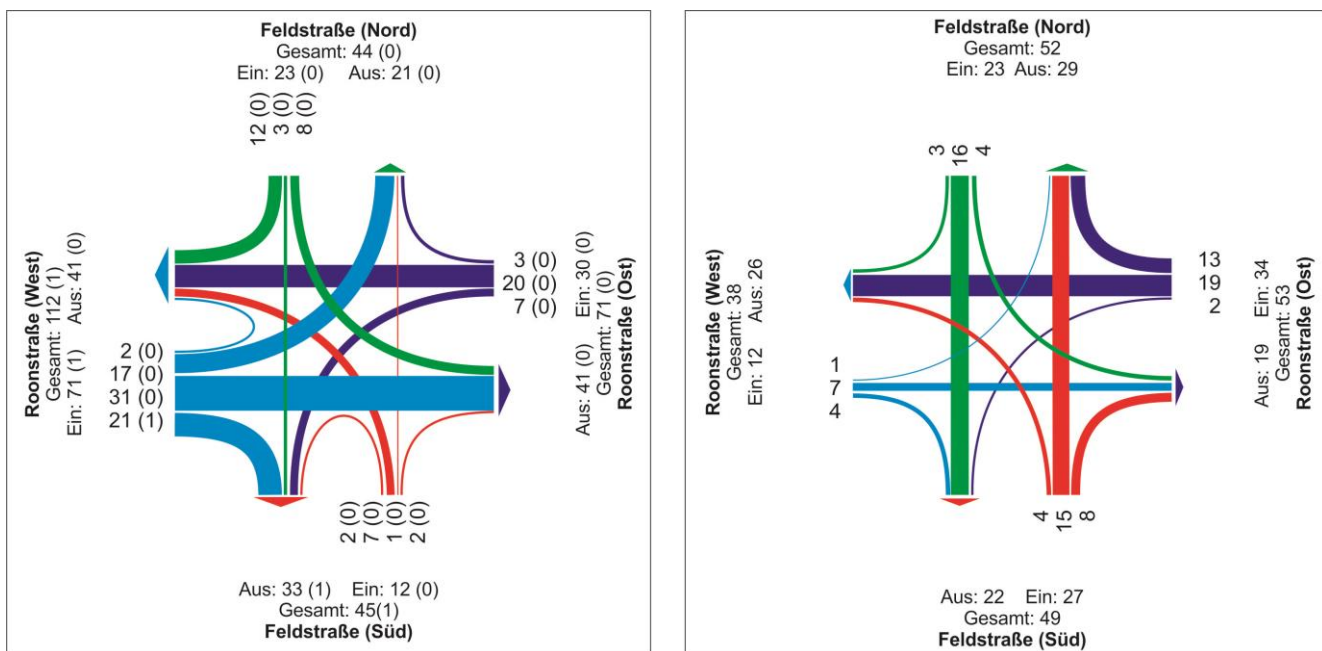 Feldstraße (Nord)
Gesamt: 44 (0)
Ein: 23 (0) Aus: 21 (0)
12 (0)
3 (0)
8 (0)
Roonstraße (West)
Gesamt: 112 (1)
Ein: 71 (1) Aus: 41 (0)
2 (0)
17 (0)
31 (0)
21 (1)
3 (0)
20 (0)
7 (0)
Aus: 41 (0) Ein: 30 (0)
Gesamt: 71 (0)
Roonstraße (Ost)
2 (0)
7 (0)
1 (0)
2 (0)
Aus: 33 (1) Ein: 12 (0)
Gesamt: 45(1)
Feldstraße (Süd)
Feldstraße (Nord)
Gesamt: 52
Ein: 23 Aus: 29
3
16
4
Roonstraße (West)
Gesamt: 38
Ein: 12 Aus: 26
1
7
4
13
19
2
Aus: 19 Ein: 34
Gesamt: 53
Roonstraße (Ost)
4
15
8
Aus: 22 Ein: 27
Gesamt: 49
Feldstraße (Süd)